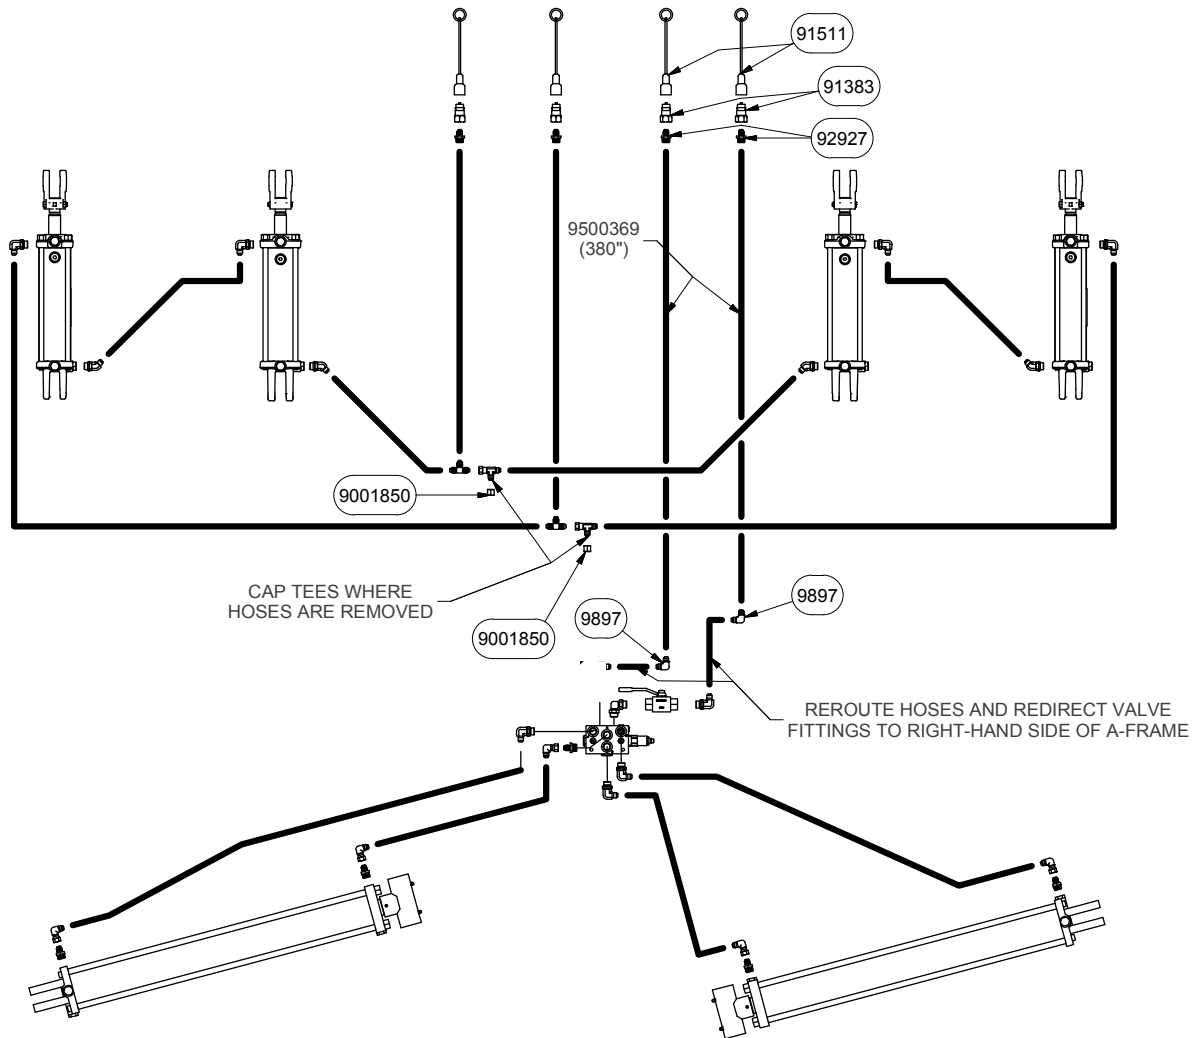 91511
91383
92927
9500369
(380")
9001850
CAP TEES WHERE
HOSES ARE REMOVED
9001850
9897
9897
REROUTE HOSES AND REDIRECT VALVE
FITTINGS TO RIGHT-HAND SIDE OF A-FRAME